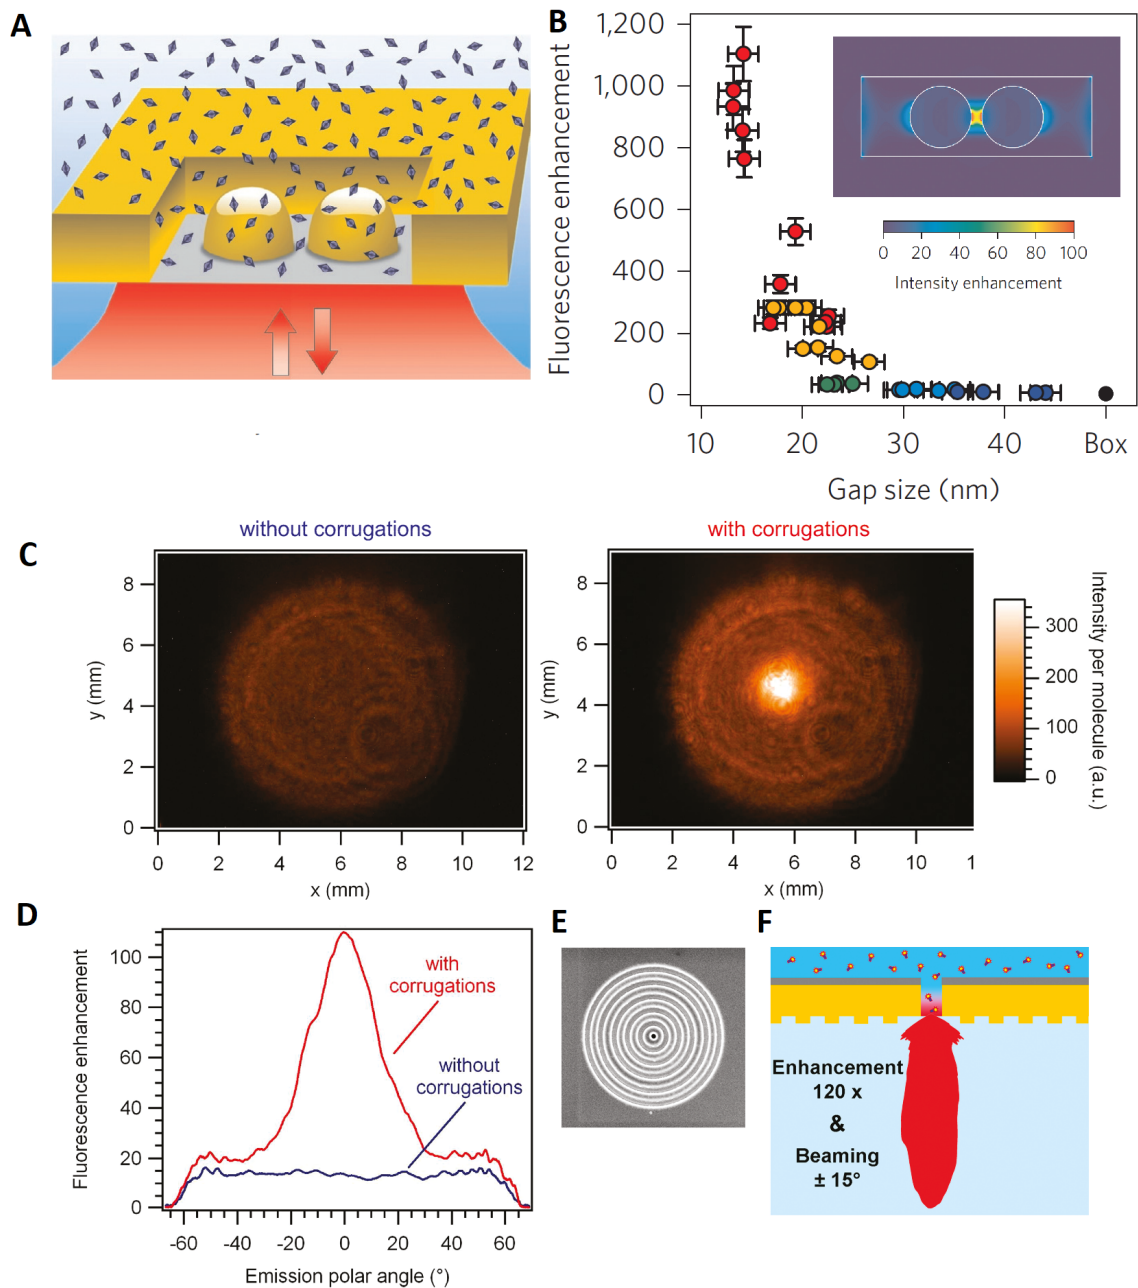 A
B
Fluorescence enhancement
1,200
1,000
800
600
400
200
0
10
20
30
40
Box
Gap size (nm)
0
20
40
60
80
100
Intensity enhancement
C
without corrugations
8
6
4
2
0
y (mm)
0
2
4
6
8
10
12
x (mm)
with corrugations
8
6
4
2
0
y (mm)
0
2
4
6
8
10
1
x (mm)
300
200
100
0
Intensity per molecule (a.u.)
D
Fluorescence enhancement
100
80
60
40
20
0
with
corrugations
without
corrugations
-60
-40
-20
0
20
40
60
Emission polar angle (°)
E
F
Enhancement
120 x
&
Beaming
± 15°